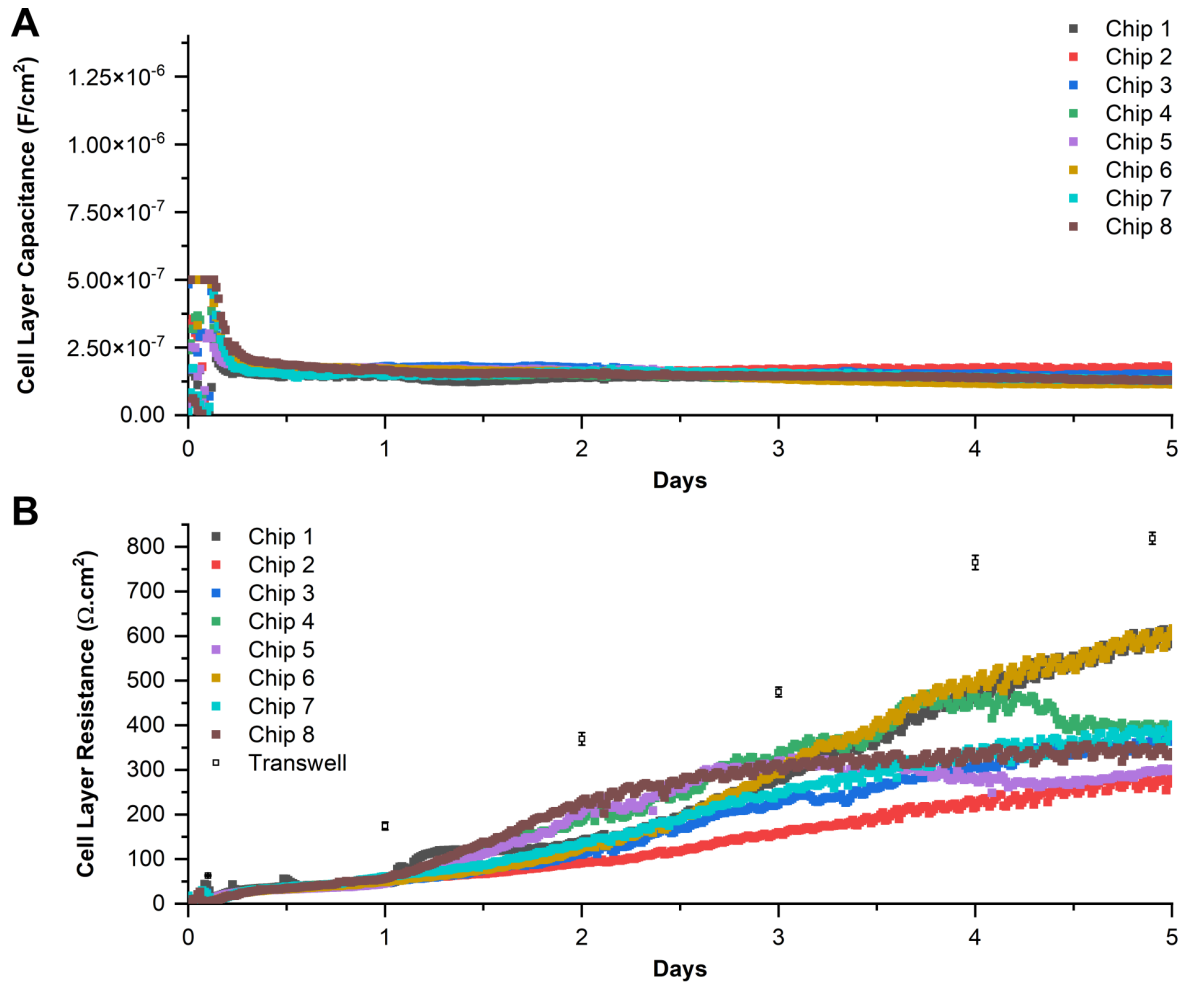 A
Cell Layer Capacitance (F/cm²)
1.25×10⁻⁶
1.00×10⁻⁶
7.50×10⁻⁷
5.00×10⁻⁷
2.50×10⁻⁷
0.00
0 1 2 3 4 5
Days
Chip 1
Chip 2
Chip 3
Chip 4
Chip 5
Chip 6
Chip 7
Chip 8
B
Cell Layer Resistance (Ω.cm²)
800
700
600
500
400
300
200
100
0
0 1 2 3 4 5
Days
Chip 1
Chip 2
Chip 3
Chip 4
Chip 5
Chip 6
Chip 7
Chip 8
Transwell